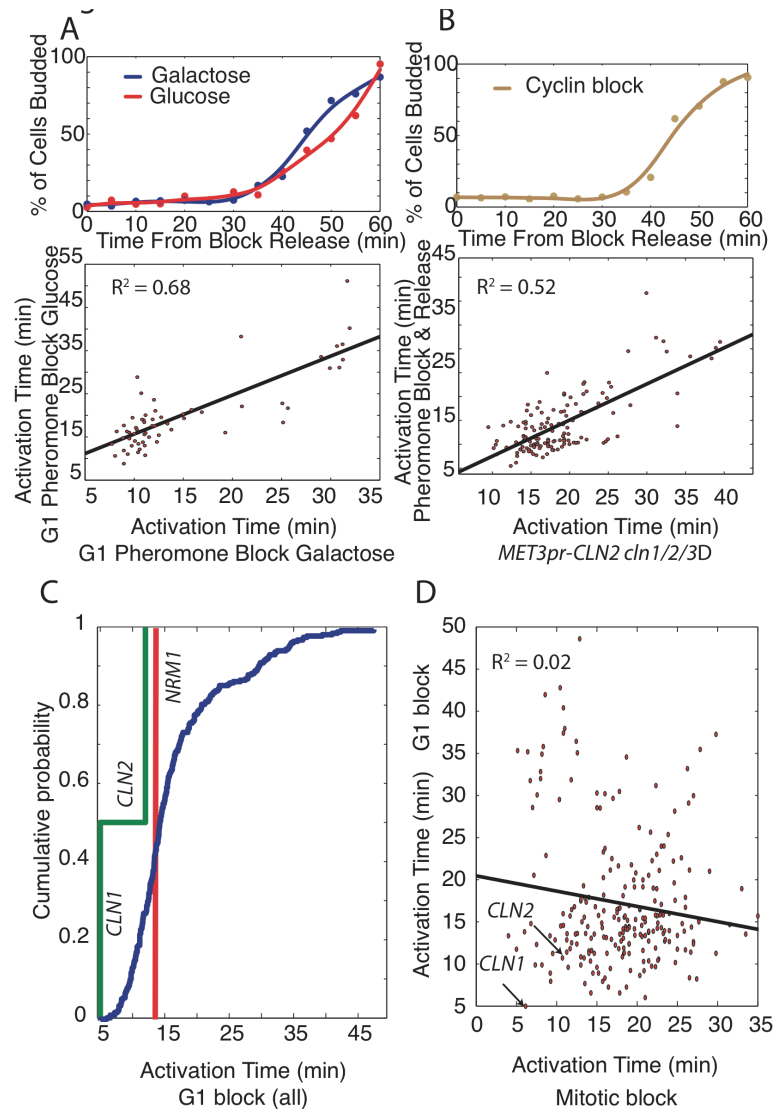 A
B
100
50
0
% of Cells Budded
Galactose
Glucose
0 10 20 30 40 50 60
Time From Block Release (min)
100
50
0
% of Cells Budded
Cyclin block
0 10 20 30 40 50 60
Time From Block Release (min)
55
45
35
25
15
5
Activation Time (min)
G1 Pheromone Block Glucose
R² = 0.68
5 10 15 20 25 30 35
Activation Time (min)
G1 Pheromone Block Galactose
45
35
25
15
5
Activation Time (min)
Pheromone Block & Release
R² = 0.52
10 15 20 25 30 35 40
Activation Time (min)
MET3pr-CLN2 cln1/2/3D
C
D
1
0.8
0.6
0.4
0.2
0
Cumulative probability
CLN1
CLN2
NRM1
5 15 25 35 45
Activation Time (min)
G1 block (all)
50
45
40
35
30
25
20
15
10
5
Activation Time (min)
G1 block
R² = 0.02
CLN2
CLN1
0 5 10 15 20 25 30 35
Activation Time (min)
Mitotic block